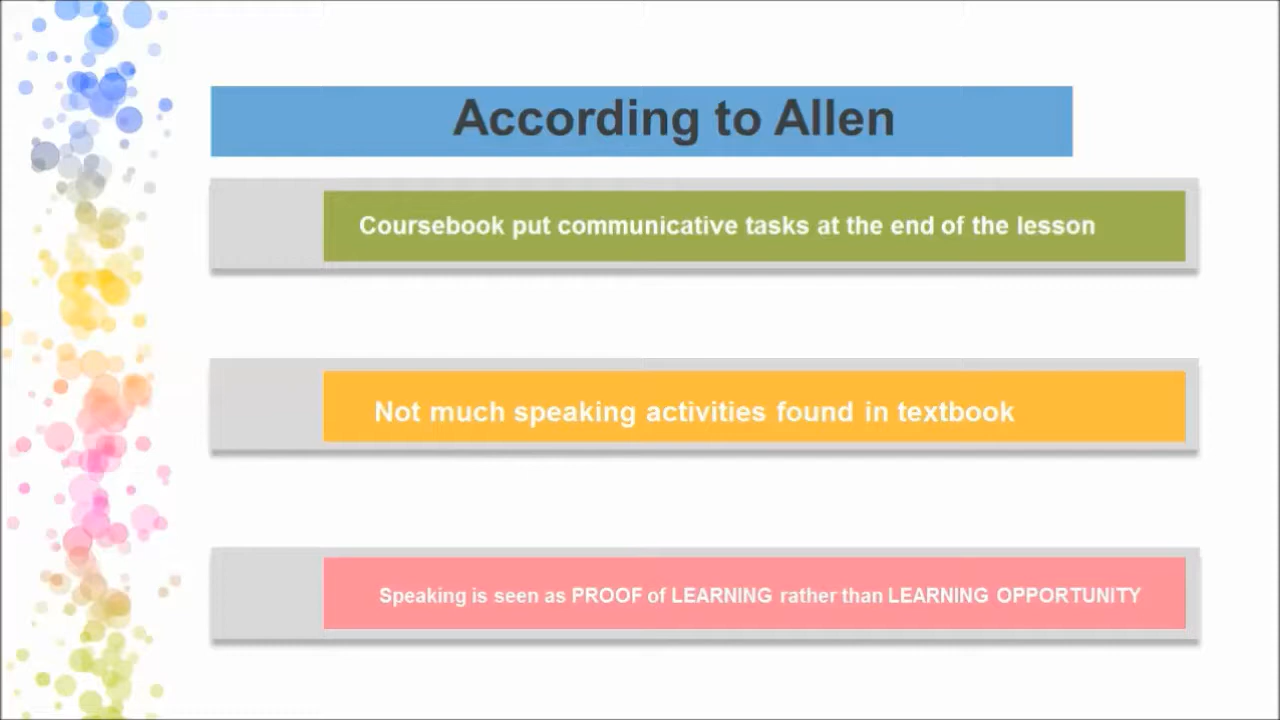 According to Allen
Coursebook put communicative tasks at the end of the lesson
Not much speaking activities found in textbook
Speaking is seen as PROOF of LEARNING rather than LEARNING OPPORTUNITY